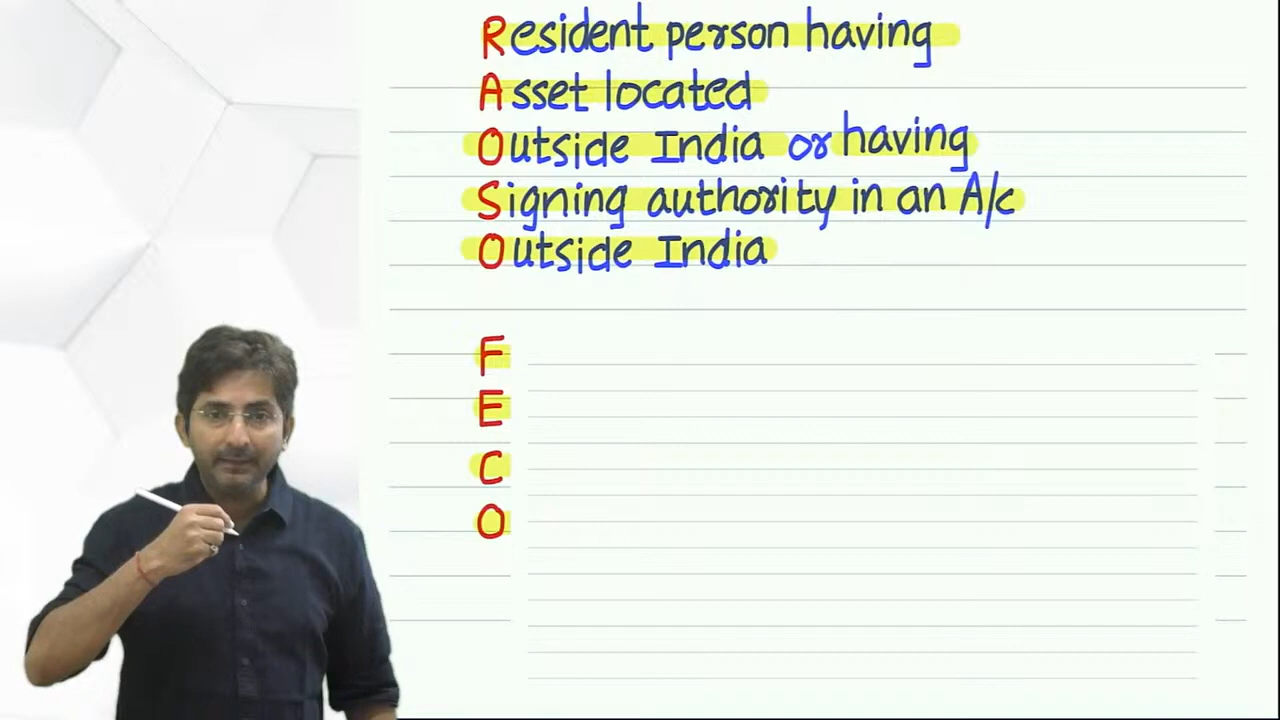 Resident person having
Asset located
Outside India or having
Signing authority in an A/c
Outside India
F
E
C
O